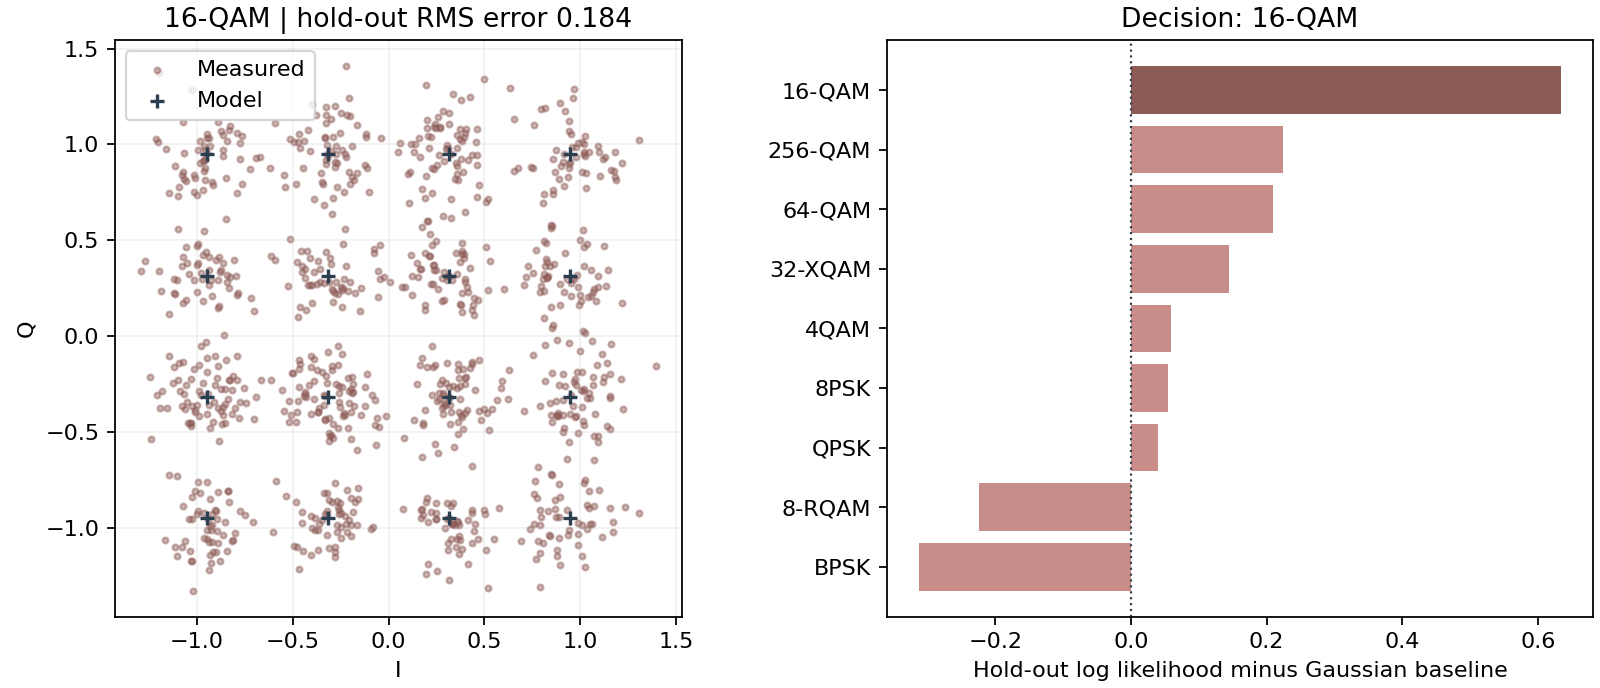 16-QAM | hold-out RMS error 0.184
Measured
Model
1.5
1.0
0.5
0.0
−0.5
−1.0
Q
−1.0
−0.5
0.0
0.5
1.0
1.5
I
Decision: 16-QAM
16-QAM
256-QAM
64-QAM
32-XQAM
4QAM
8PSK
QPSK
8-RQAM
BPSK
−0.2
0.0
0.2
0.4
0.6
Hold-out log likelihood minus Gaussian baseline